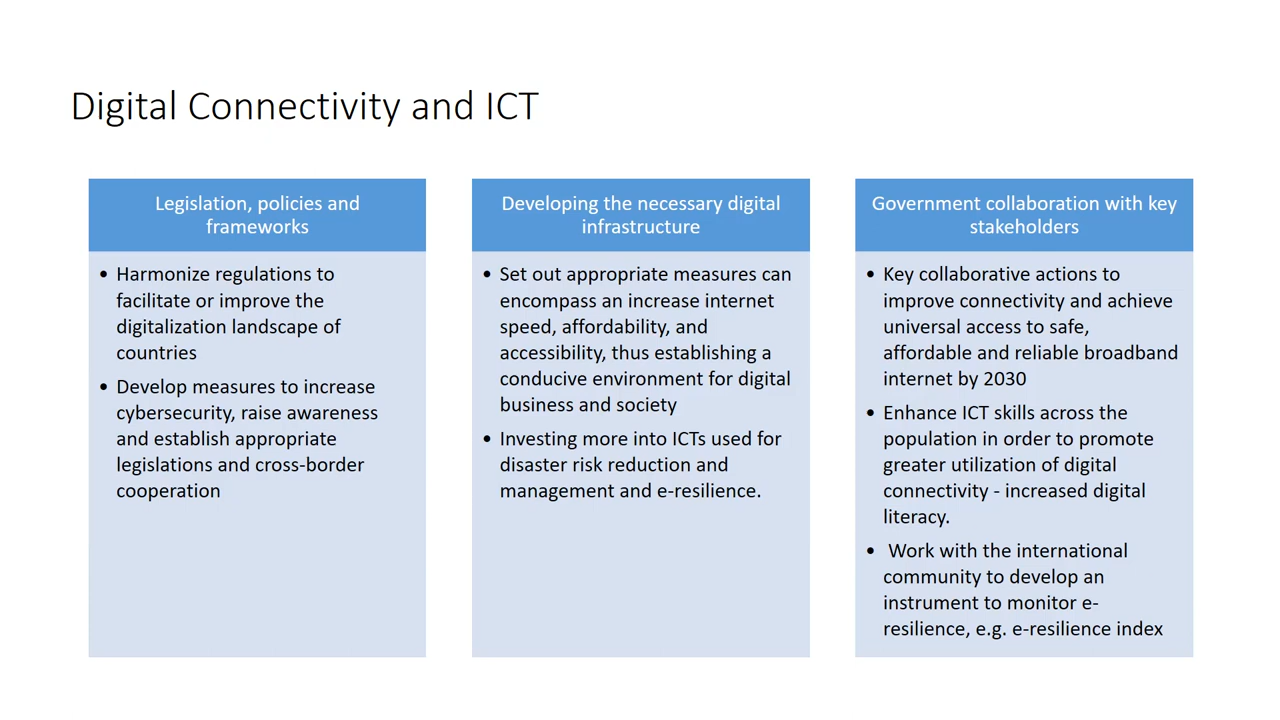 Digital Connectivity and ICT
Legislation, policies and
frameworks
• Harmonize regulations to
facilitate or improve the
digitalization landscape of
countries
• Develop measures to increase
cybersecurity, raise awareness
and establish appropriate
legislations and cross-border
cooperation
Developing the necessary digital
infrastructure
• Set out appropriate measures can
encompass an increase internet
speed, affordability, and
accessibility, thus establishing a
conducive environment for digital
business and society
• Investing more into ICTs used for
disaster risk reduction and
management and e-resilience.
Government collaboration with key
stakeholders
• Key collaborative actions to
improve connectivity and achieve
universal access to safe,
affordable and reliable broadband
internet by 2030
• Enhance ICT skills across the
population in order to promote
greater utilization of digital
connectivity - increased digital
literacy.
• Work with the international
community to develop an
instrument to monitor e-
resilience, e.g. e-resilience index